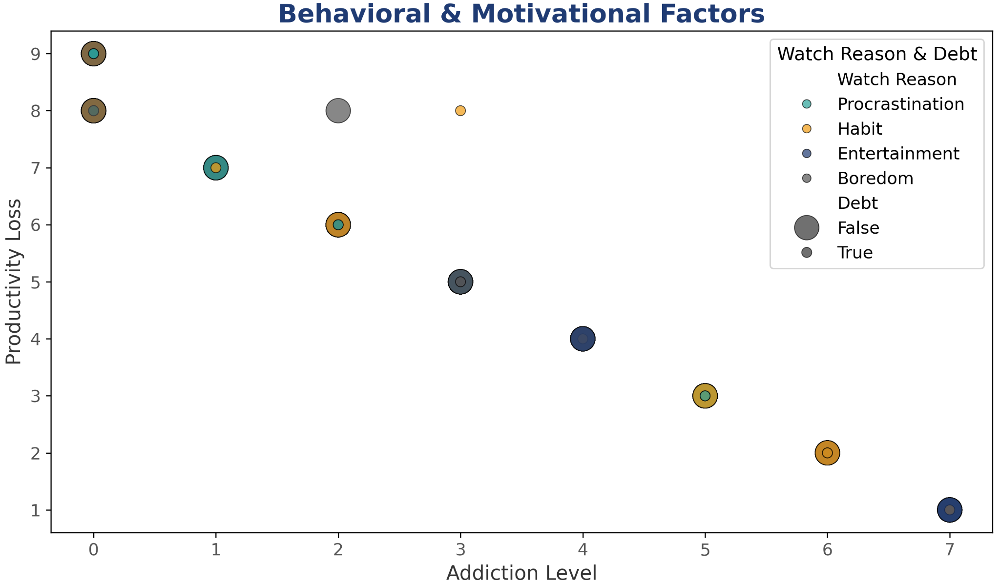 Behavioral & Motivational Factors
Watch Reason & Debt
Watch Reason
Procrastination
Habit
Entertainment
Boredom
Debt
False
True
Productivity Loss
9
8
7
6
5
4
3
2
1
0 1 2 3 4 5 6 7
Addiction Level